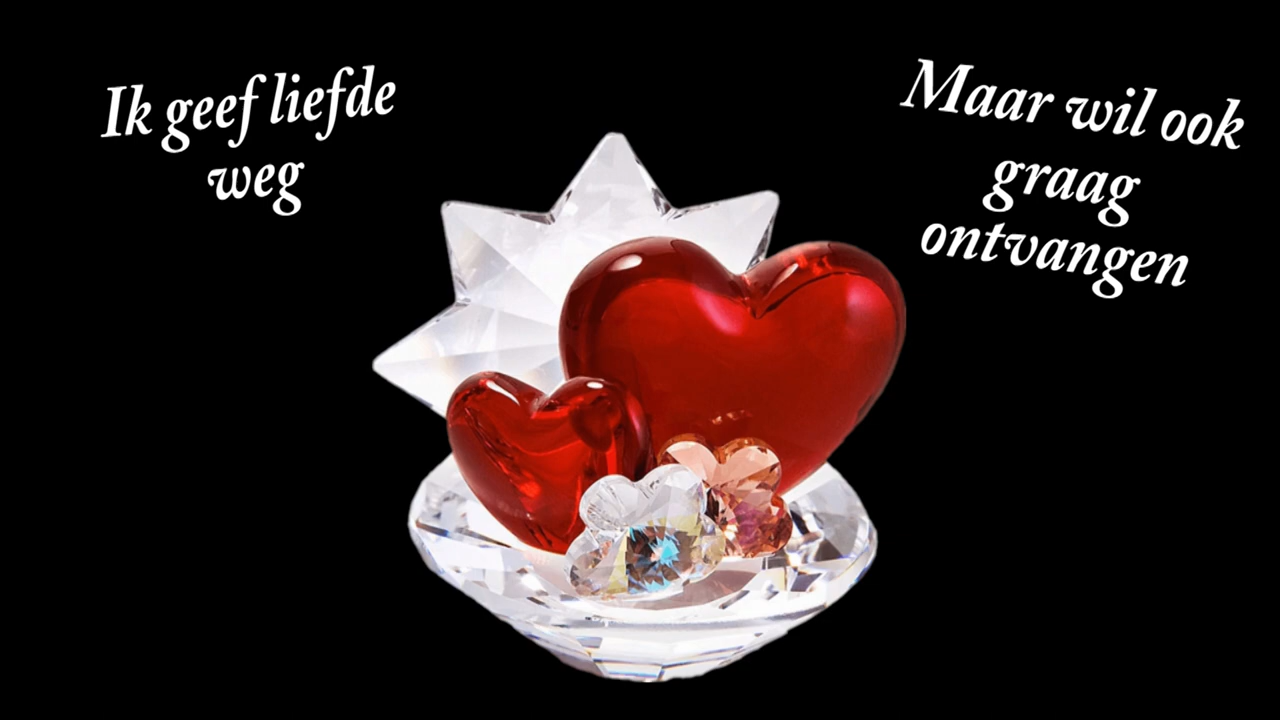 Ik geef liefde
weg
Maar wil ook
graag
ontvangen